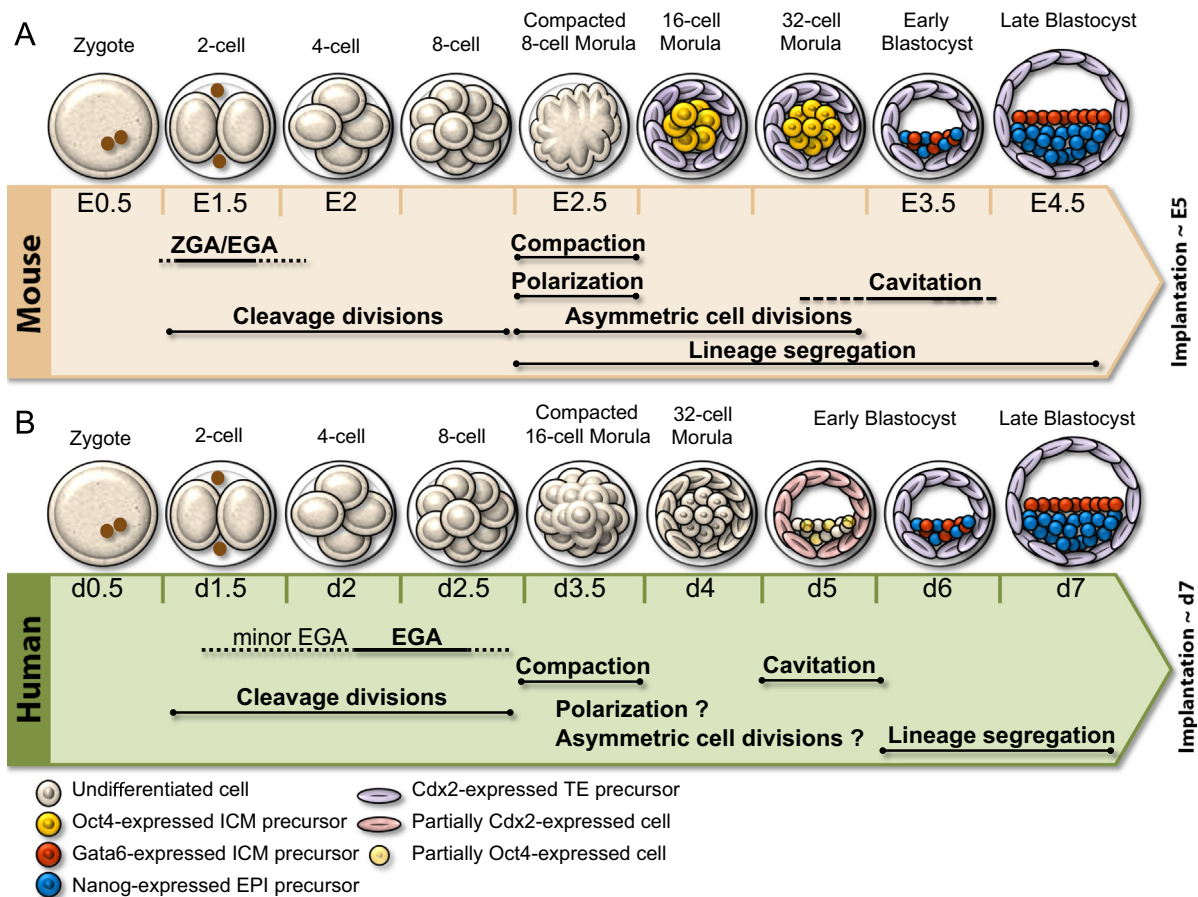 A
Zygote
2-cell
4-cell
8-cell
Compacted
8-cell Morula
16-cell
Morula
32-cell
Morula
Early
Blastocyst
Late Blastocyst
E0.5
E1.5
E2
E2.5
E3.5
E4.5
Mouse
ZGA/EGA
Compaction
Polarization
Cavitation
Cleavage divisions
Asymmetric cell divisions
Lineage segregation
Implantation ~ E5
B
Zygote
2-cell
4-cell
8-cell
Compacted
16-cell Morula
32-cell
Morula
Early Blastocyst
Late Blastocyst
d0.5
d1.5
d2
d2.5
d3.5
d4
d5
d6
d7
Human
minor EGA
EGA
Compaction
Cavitation
Cleavage divisions
Polarization ?
Asymmetric cell divisions ?
Lineage segregation
Implantation ~ d7
Undifferentiated cell
Oct4-expressed ICM precursor
Gata6-expressed ICM precursor
Nanog-expressed EPI precursor
Cdx2-expressed TE precursor
Partially Cdx2-expressed cell
Partially Oct4-expressed cell